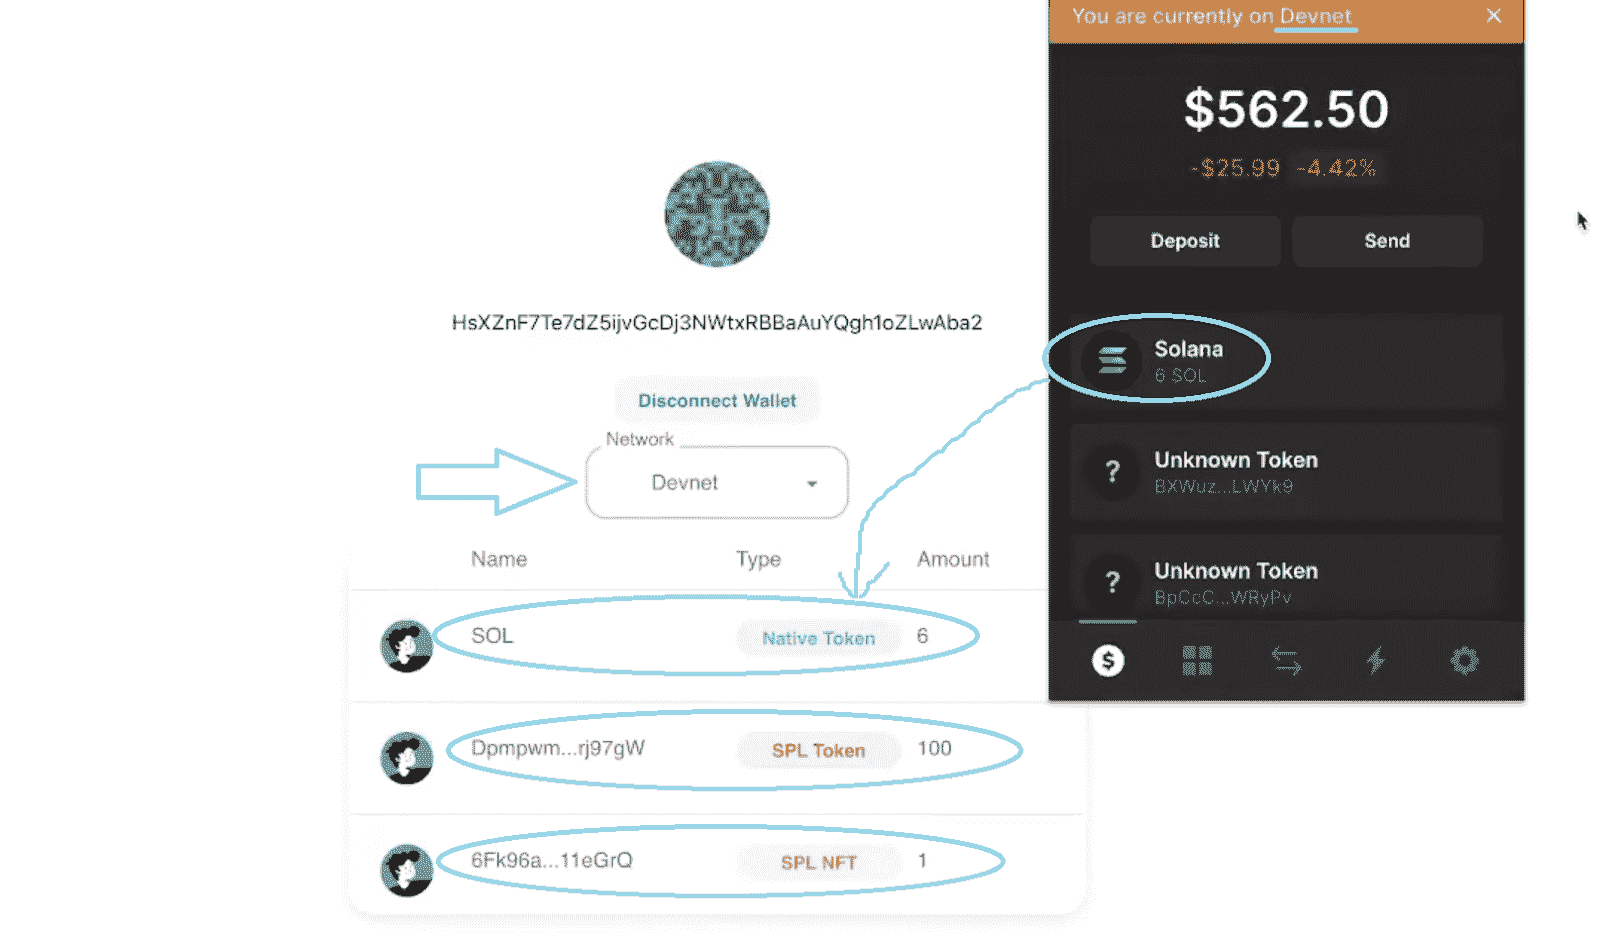 You are currently on Devnet
$562.50
-$25.99 -4.42%
Deposit Send
HsXZnF7Te7dZ5ijvGcDj3NWtxRBBaAuYQgh1oZLwAba2
Solana
6 SOL
Disconnect Wallet
Network
Devnet
Unknown Token
BXWuz...LWYk9
Unknown Token
BpCcC...WRyPv
Name Type Amount
SOL Native Token 6
Dpmpwm...rj97gW SPL Token 100
6Fk96a...11eGrQ SPL NFT 1